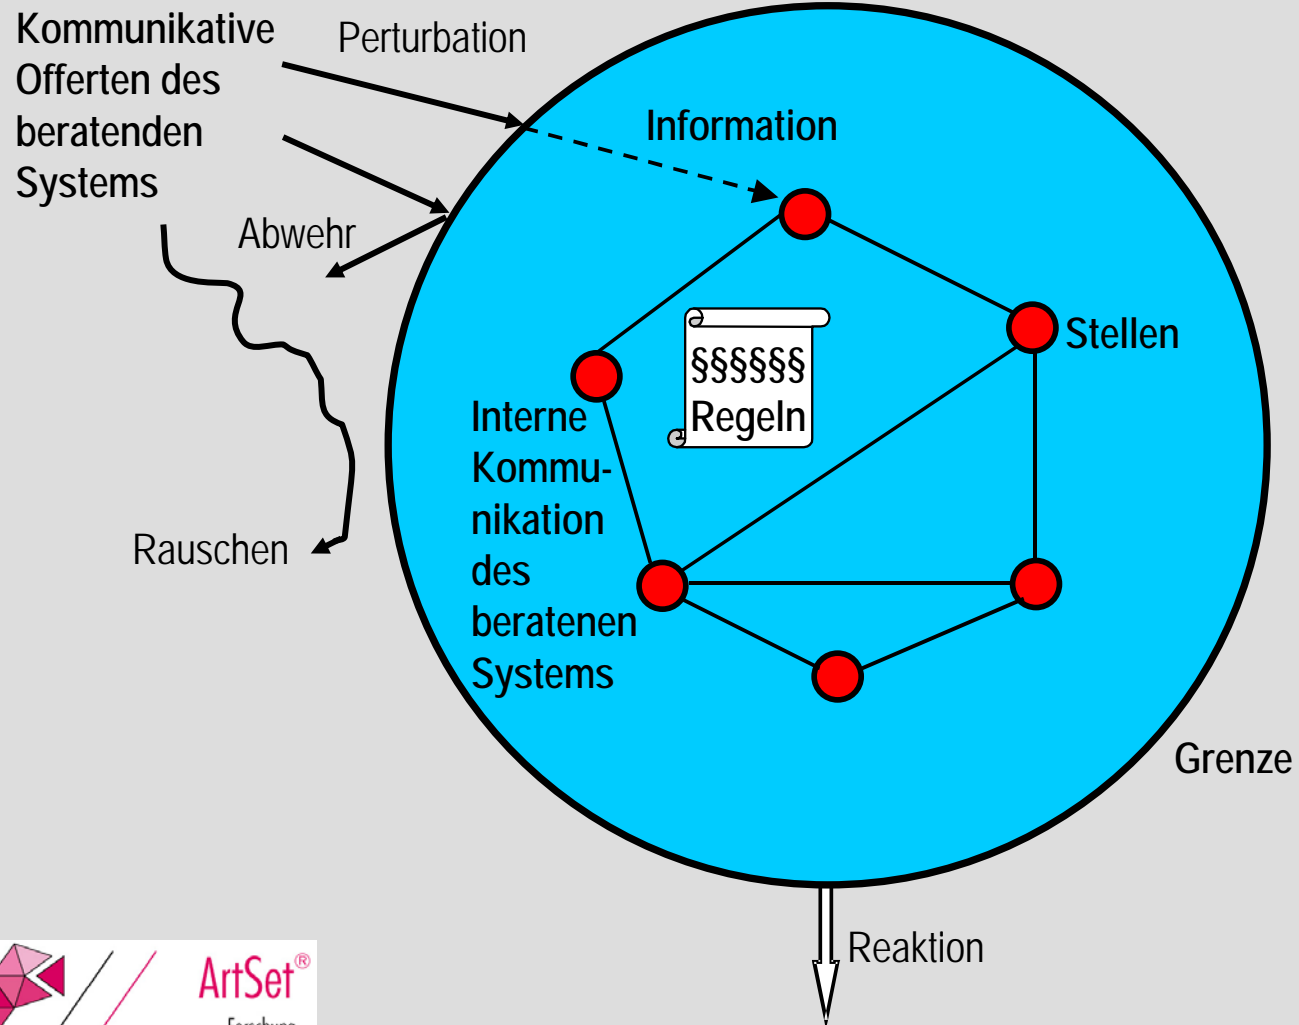 Kommunikative
Offerten des
beratenden
Systems
Perturbation
Information
Abwehr
Stellen
§§§§§§
Regeln
Interne
Kommu-
nikation
des
beratenen
Systems
Rauschen
Grenze
Reaktion
ArtSet®
Forschung